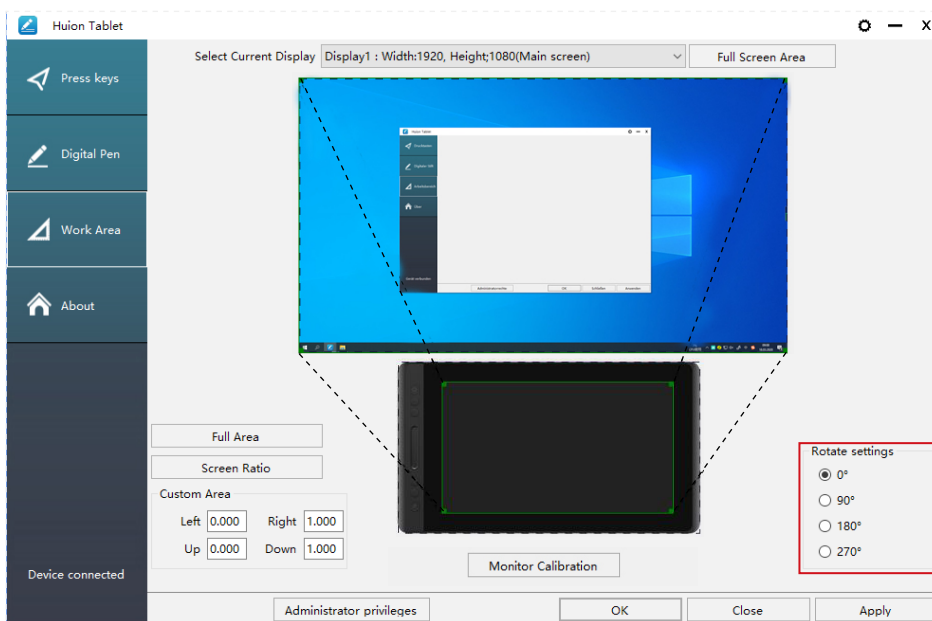 Huion Tablet
X
Press keys
Digital Pen
Work Area
About
Device connected
Select Current Display
Display1 : Width:1920, Height;1080(Main screen)
Full Screen Area
Huion Tablet
Full Area
Screen Ratio
Custom Area
Left 0.000 Right 1.000
Up 0.000 Down 1.000
Monitor Calibration
Rotate settings
0°
90°
180°
270°
Administrator privileges
OK
Close
Apply